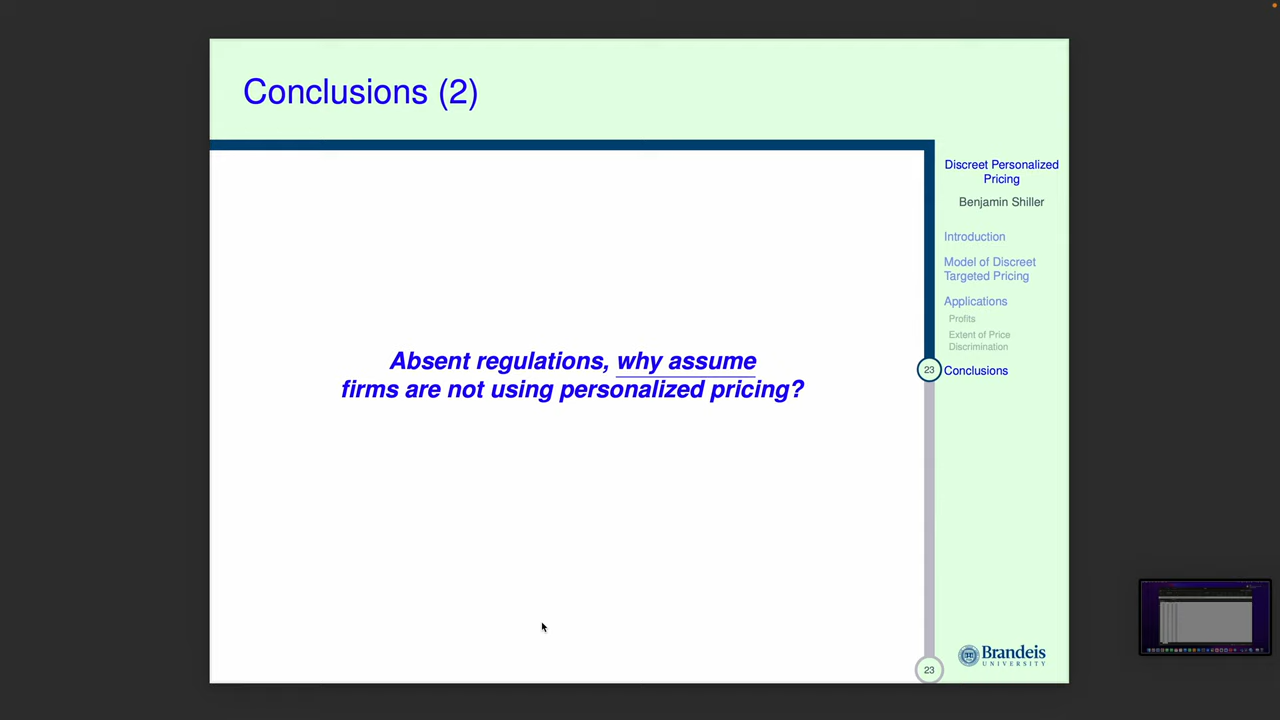 Conclusions (2)
Discreet Personalized
Pricing
Benjamin Shiller
Introduction
Model of Discreet
Targeted Pricing
Applications
Profits
Extent of Price
Discrimination
23 Conclusions
Absent regulations, why assume
firms are not using personalized pricing?
Brandeis
UNIVERSITY
23